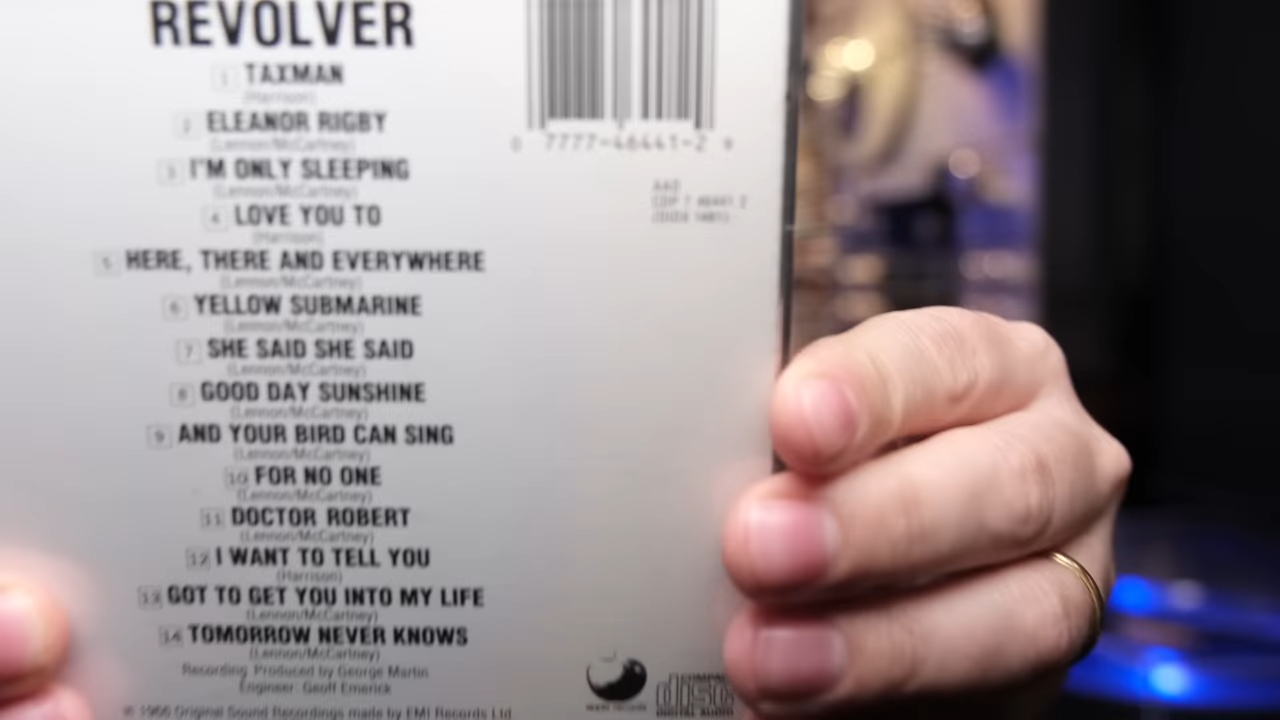 REVOLVER
1 TAXMAN
(Harrison)
2 ELEANOR RIGBY
(Lennon/McCartney)
3 I'M ONLY SLEEPING
(Lennon/McCartney)
4 LOVE YOU TO
(Harrison)
5 HERE, THERE AND EVERYWHERE
(Lennon/McCartney)
6 YELLOW SUBMARINE
(Lennon/McCartney)
7 SHE SAID SHE SAID
(Lennon/McCartney)
8 GOOD DAY SUNSHINE
(Lennon/McCartney)
9 AND YOUR BIRD CAN SING
(Lennon/McCartney)
10 FOR NO ONE
(Lennon/McCartney)
11 DOCTOR ROBERT
(Lennon/McCartney)
12 I WANT TO TELL YOU
(Harrison)
13 GOT TO GET YOU INTO MY LIFE
(Lennon/McCartney)
14 TOMORROW NEVER KNOWS
(Lennon/McCartney)
Recording Produced by George Martin
Engineer: Geoff Emerick
℗ 1966 Original Sound Recordings made by EMI Records Ltd
0 7777-46441-2 9
AAD
CDP 7 46441 2
disc
DIGITAL AUDIO